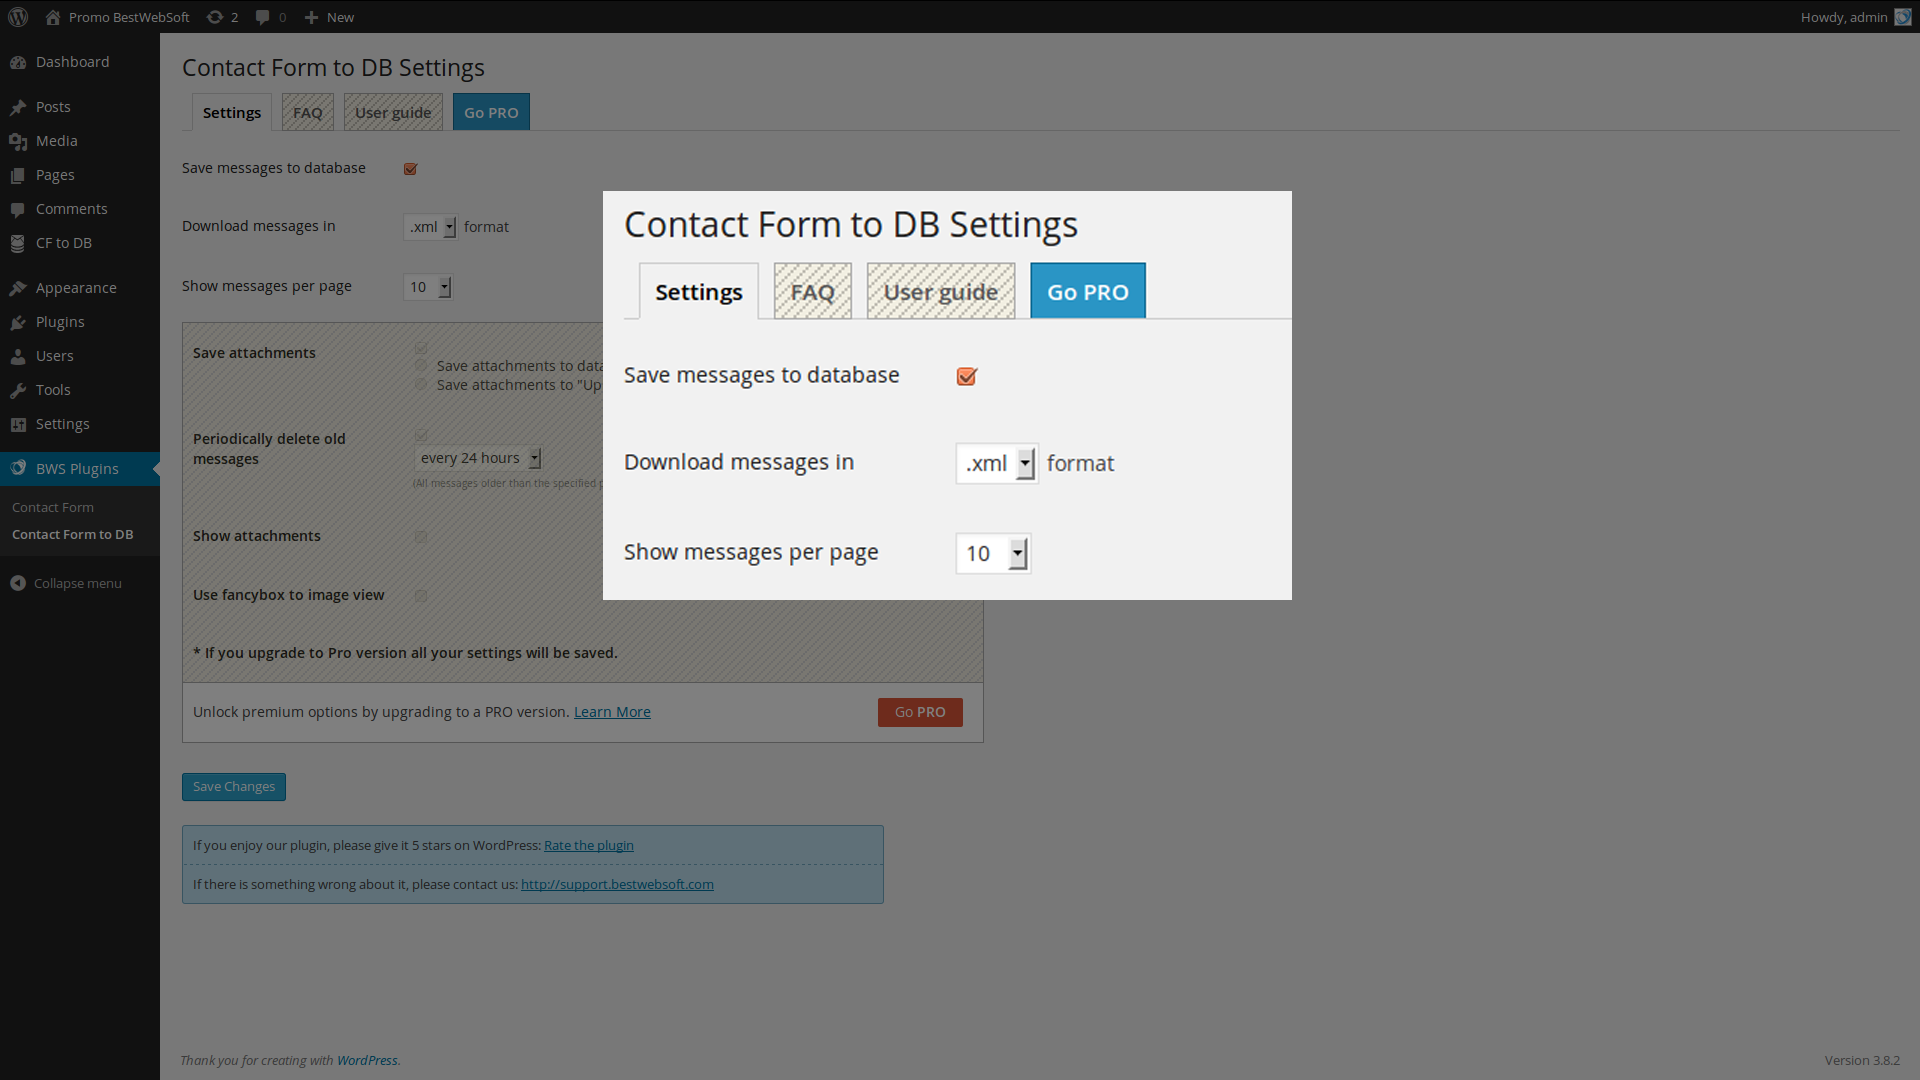 Promo BestWebSoft 2 0 New Howdy, admin
Dashboard
Posts
Media
Pages
Comments
CF to DB
Appearance
Plugins
Users
Tools
Settings
BWS Plugins
Contact Form
Contact Form to DB
Collapse menu
Contact Form to DB Settings
Settings FAQ User guide Go PRO
Save messages to database
Download messages in .xml format
Show messages per page 10
Save attachments
Save attachments to
Save attachments to "Up
Periodically delete old
messages
every 24 hours
(All messages older than the specified
Show attachments
Use fancybox to image view
* If you upgrade to Pro version all your settings will be saved.
Unlock premium options by upgrading to a PRO version. Learn More Go PRO
Save Changes
If you enjoy our plugin, please give it 5 stars on WordPress: Rate the plugin
If there is something wrong about it, please contact us: http://support.bestwebsoft.com
Contact Form to DB Settings
Settings FAQ User guide Go PRO
Save messages to database
Download messages in .xml format
Show messages per page 10
Thank you for creating with WordPress. Version 3.8.2